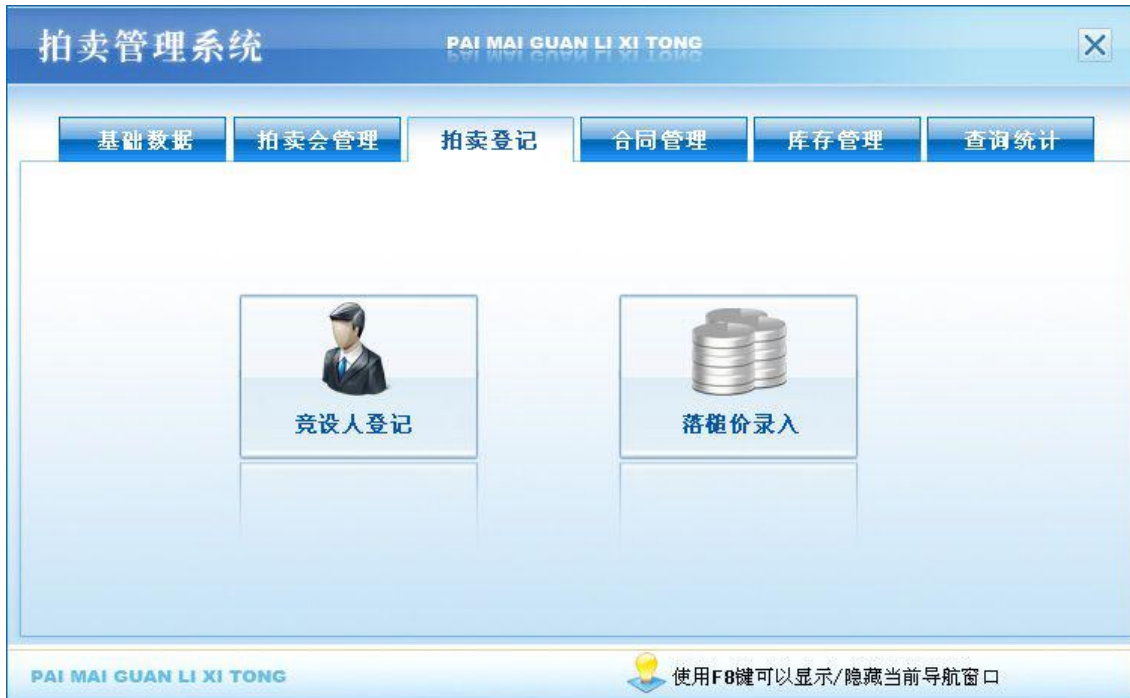 拍卖管理系统 PAI MAI GUAN LI XI TONG
基础数据 拍卖会管理 拍卖登记 合同管理 库存管理 查询统计
竞设人登记 落槌价录入
PAI MAI GUAN LI XI TONG 使用F8键可以显示/隐藏当前导航窗口